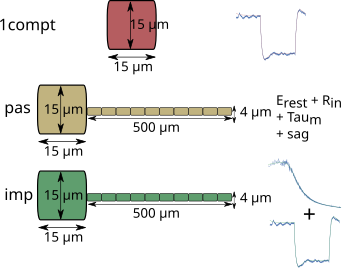 1compt
15 µm
15 µm
pas
15 µm
4 µm
500 µm
15 µm
Erest + Rin
+ Taum
+ sag
imp
15 µm
4 µm
500 µm
15 µm
+